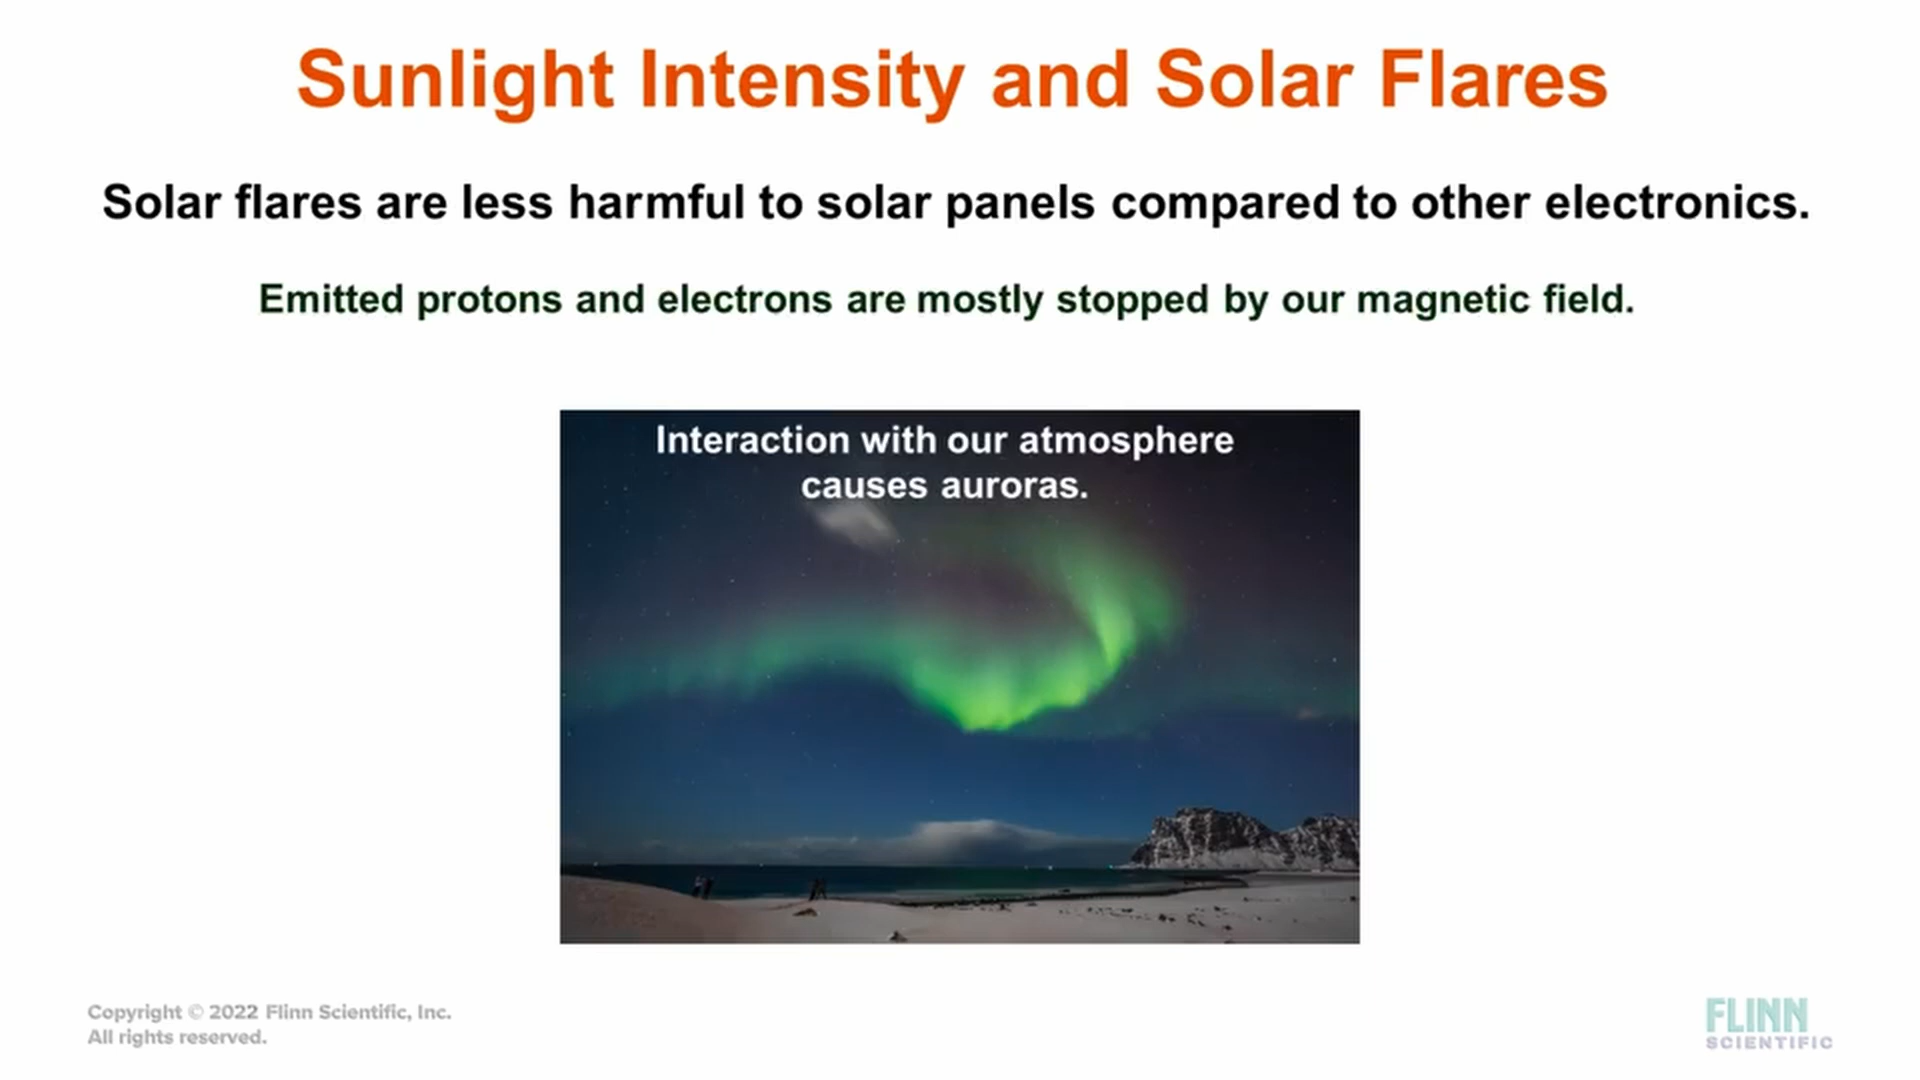 Sunlight Intensity and Solar Flares
Solar flares are less harmful to solar panels compared to other electronics.
Emitted protons and electrons are mostly stopped by our magnetic field.
Interaction with our atmosphere
causes auroras.
Copyright © 2022 Flinn Scientific, Inc.
All rights reserved.
FLINN
SCIENTIFIC